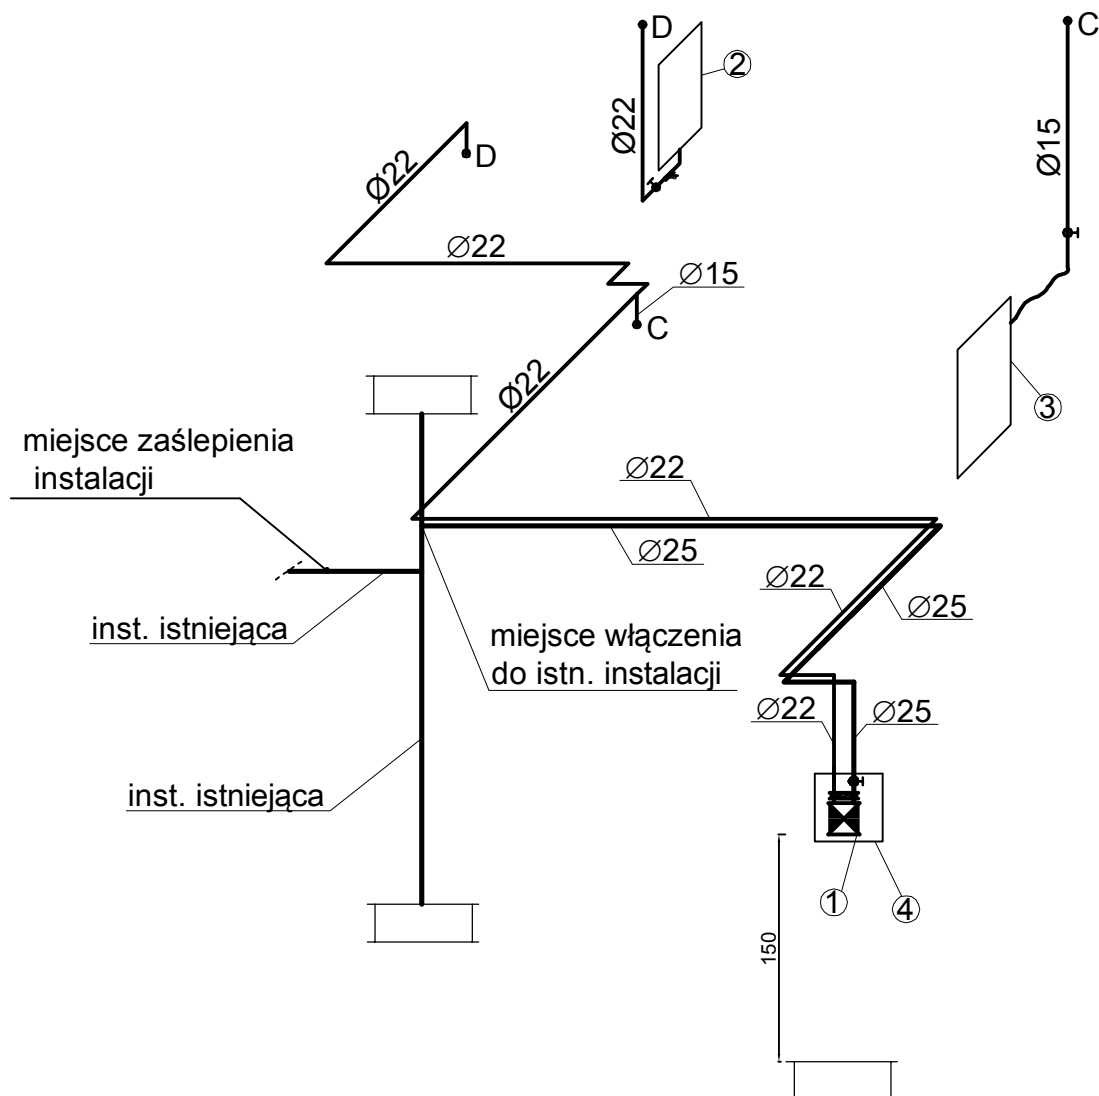 D
2
C
Ø22
Ø15
D
Ø22
Ø22
Ø15
C
Ø22
3
miejsce zaślepienia
instalacji
Ø22
Ø25
Ø22
Ø25
inst. istniejąca
miejsce włączenia
do istn. instalacji
Ø22
Ø25
inst. istniejąca
1
4
150